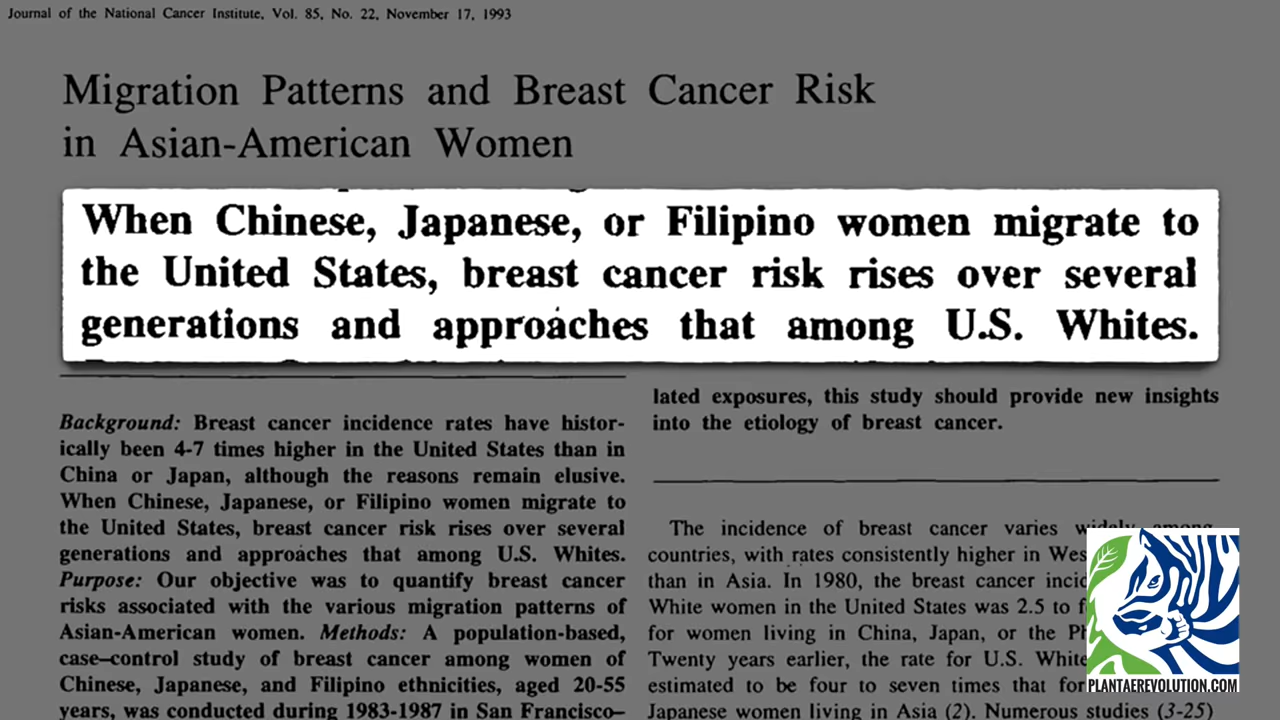 Journal of the National Cancer Institute, Vol. 85, No. 22, November 17, 1993
Migration Patterns and Breast Cancer Risk
in Asian-American Women
When Chinese, Japanese, or Filipino women migrate to
the United States, breast cancer risk rises over several
generations and approaches that among U.S. Whites.
Background: Breast cancer incidence rates have histor-
ically been 4-7 times higher in the United States than in
China or Japan, although the reasons remain elusive.
When Chinese, Japanese, or Filipino women migrate to
the United States, breast cancer risk rises over several
generations and approaches that among U.S. Whites.
Purpose: Our objective was to quantify breast cancer
risks associated with the various migration patterns of
Asian-American women. Methods: A population-based,
case–control study of breast cancer among women of
Chinese, Japanese, and Filipino ethnicities, aged 20-55
years, was conducted during 1983-1987 in San Francisco–
lated exposures, this study should provide new insights
into the etiology of breast cancer.
The incidence of breast cancer varies widely among
countries, with rates consistently higher in
than in Asia. In 1980, the breast cancer
White women in the United States was 2.5 to
for women living in China, Japan, or the
Twenty years earlier, the rate for U.S.
estimated to be four to seven times that for
Japanese women living in Asia (2). Numerous studies (3-25)
PLANTAEREVOLUTION.COM